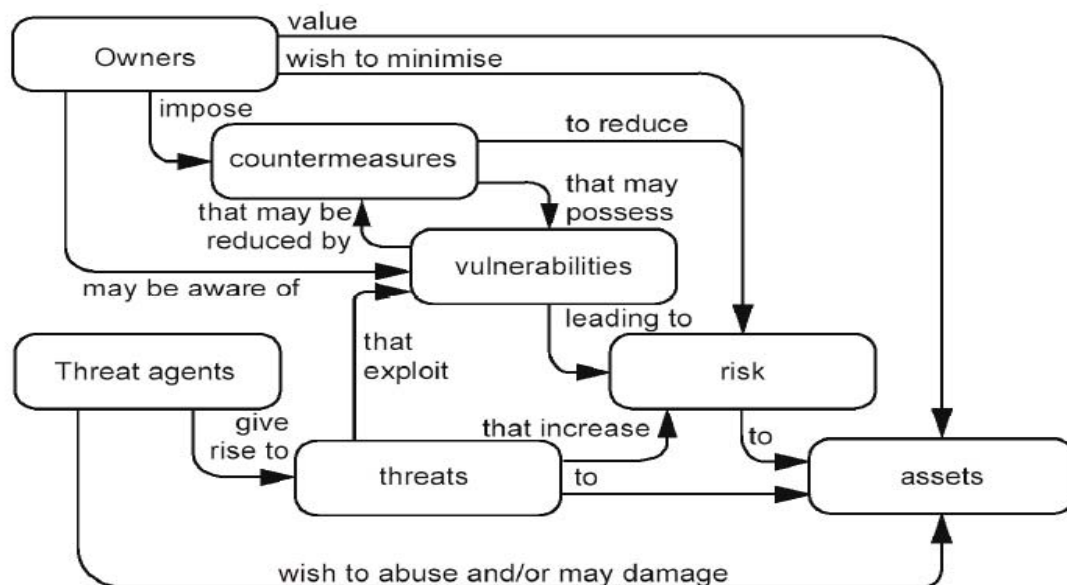 value
Owners
wish to minimise
impose
to reduce
countermeasures
that may
possess
that may be
reduced by
vulnerabilities
may be aware of
leading to
that
exploit
Threat agents
risk
give
rise to
that increase
to
threats
to
assets
wish to abuse and/or may damage